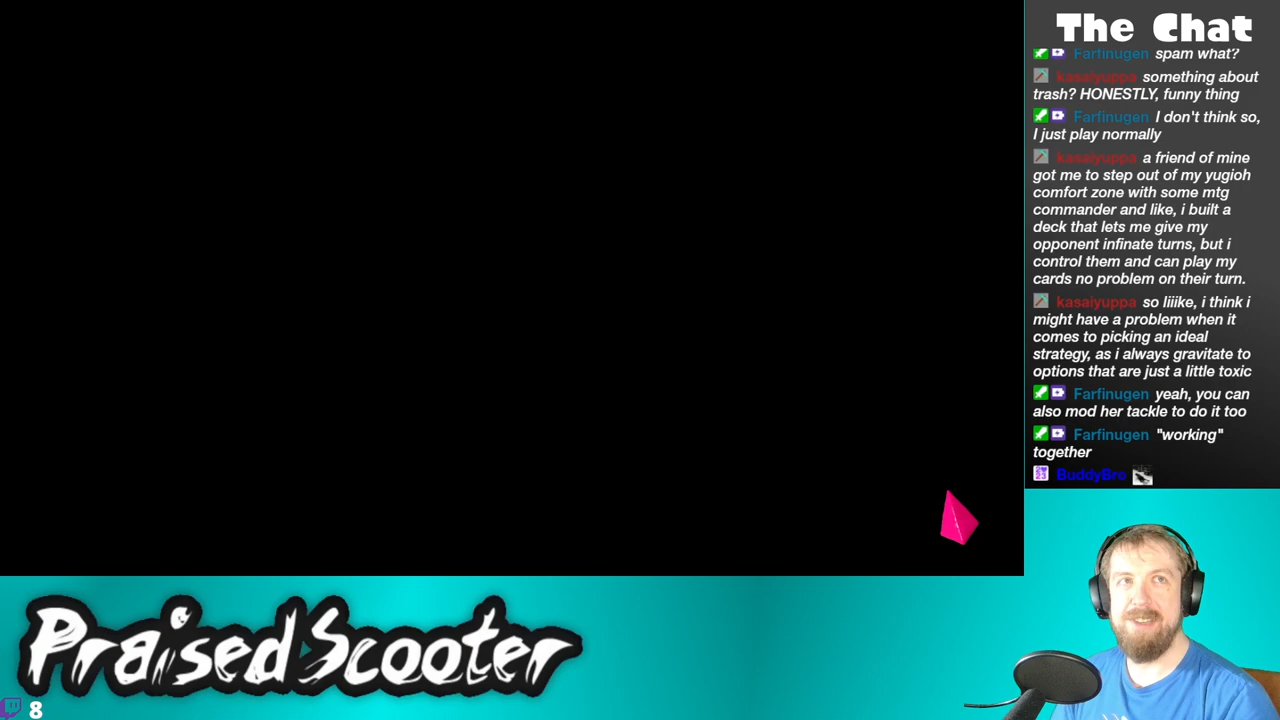 The Chat
Farfinugen spam what?
kasaiyuppa something about
trash? HONESTLY, funny thing
Farfinugen I don't think so,
I just play normally
kasaiyuppa a friend of mine
got me to step out of my yugioh
comfort zone with some mtg
commander and like, i built a
deck that lets me give my
opponent infinate turns, but i
control them and can play my
cards no problem on their turn.
kasaiyuppa so liiike, i think i
might have a problem when it
comes to picking an ideal
strategy, as i always gravitate to
options that are just a little toxic
Farfinugen yeah, you can
also mod her tackle to do it too
Farfinugen "working"
together
BuddyBro
Praised Scooter
8